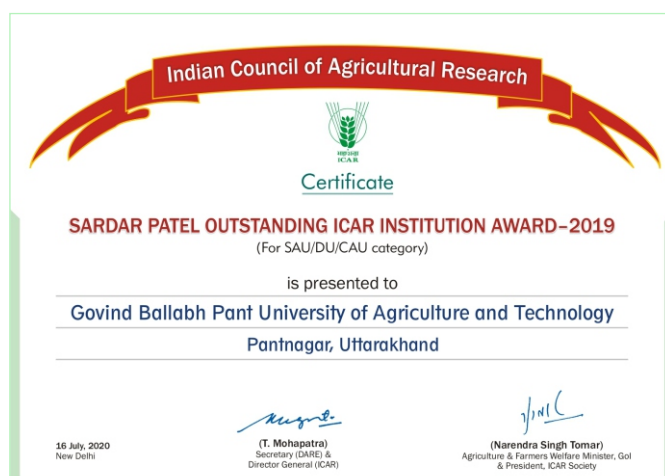 Indian Council of Agricultural Research
भाकृअनुप
ICAR
Certificate
SARDAR PATEL OUTSTANDING ICAR INSTITUTION AWARD–2019
(For SAU/DU/CAU category)
is presented to
Govind Ballabh Pant University of Agriculture and Technology
Pantnagar, Uttarakhand
16 July, 2020
New Delhi
(T. Mohapatra)
Secretary (DARE) &
Director General (ICAR)
(Narendra Singh Tomar)
Agriculture & Farmers Welfare Minister, GoI
& President, ICAR Society